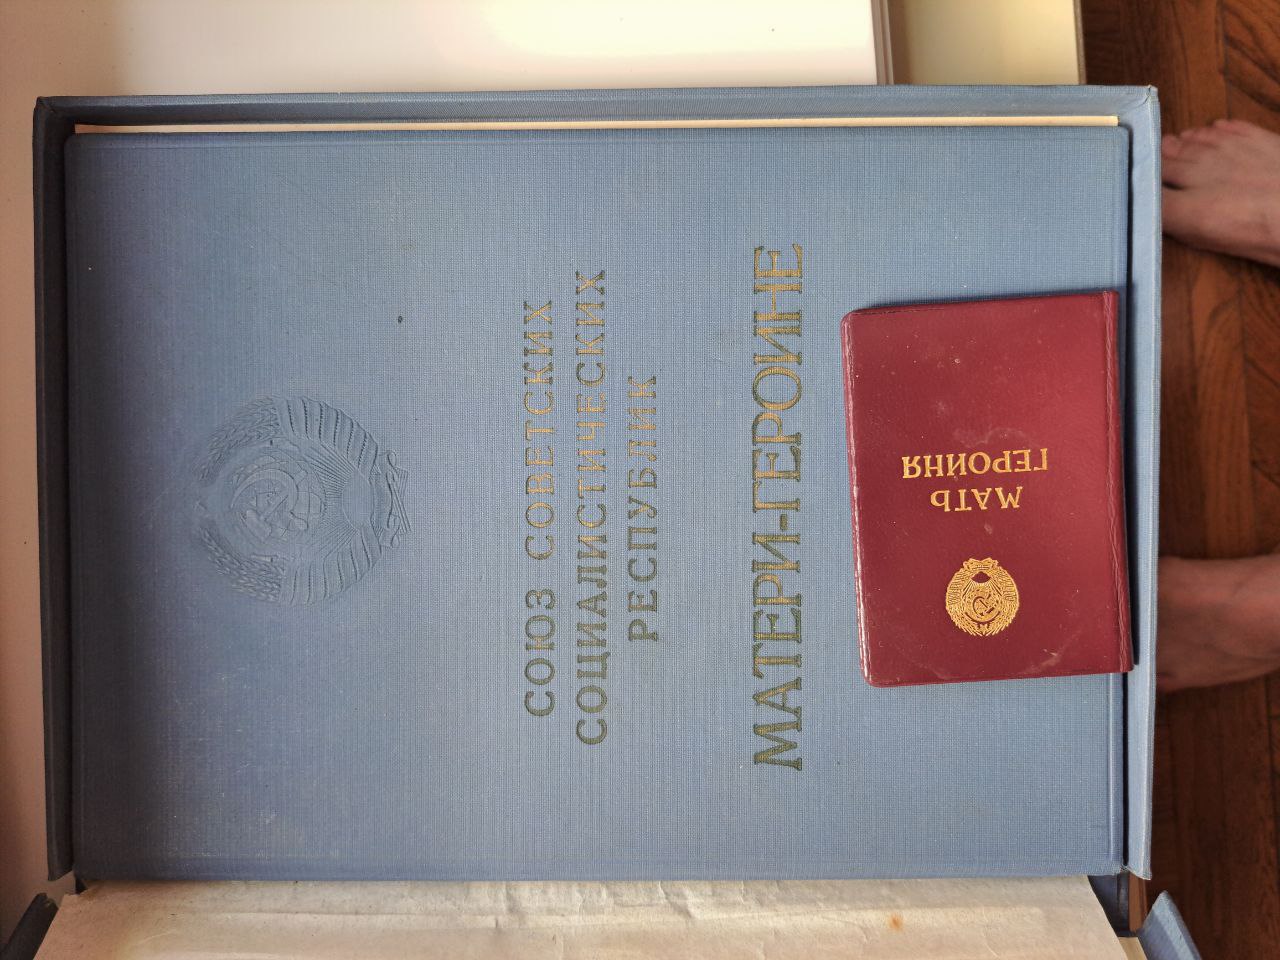 СОЮЗ СОВЕТСКИХ
СОЦИАЛИСТИЧЕСКИХ
РЕСПУБЛИК
МАТЕРИ-ГЕРОИНЕ
МАТЬ
ГЕРОИНЯ